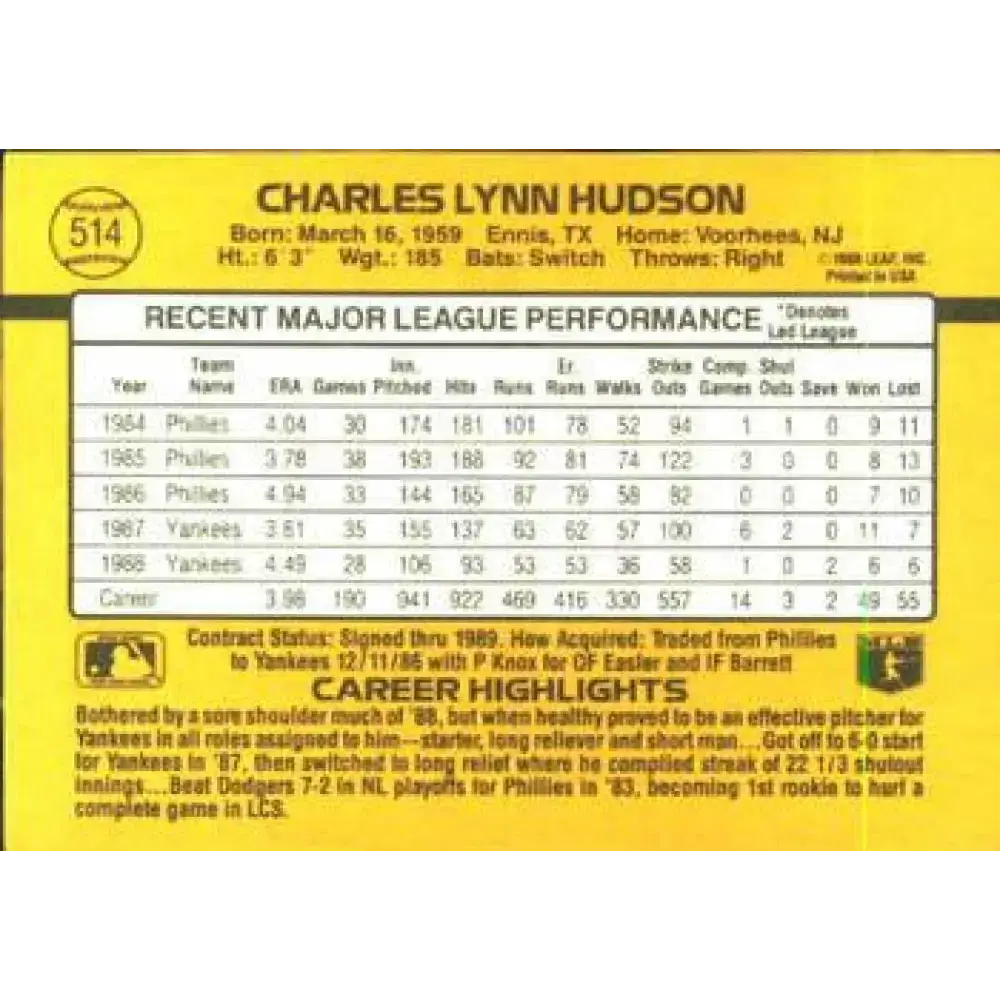 514
CHARLES LYNN HUDSON
Born: March 16, 1959 Ennis, TX Home: Voorhees, NJ
Ht.: 6' 3" Wgt.: 185 Bats: Switch Throws: Right
© 1988 LEAF, INC.
Printed in USA
RECENT MAJOR LEAGUE PERFORMANCE *Denotes Led League
Year Team Name ERA Games Inn. Pitched Hits Runs Er. Runs Walks Strike Outs Comp. Games Shut Outs Save Won Lost
1984 Phillies 4.04 30 174 181 101 78 52 94 1 1 0 9 11
1985 Phillies 3.78 38 193 188 92 81 74 122 3 0 0 8 13
1986 Phillies 4.94 33 144 165 87 79 58 82 0 0 0 7 10
1987 Yankees 3.61 35 155 137 63 62 57 100 6 2 0 11 7
1988 Yankees 4.49 28 106 93 53 53 36 58 1 0 2 6 6
Career 3.98 190 941 922 469 416 330 557 14 3 2 49 55
Contract Status: Signed thru 1989. How Acquired: Traded from Phillies
to Yankees 12/11/86 with P Knox for OF Easler and IF Barrett
CAREER HIGHLIGHTS
Bothered by a sore shoulder much of '88, but when healthy proved to be an effective pitcher for
Yankees in all roles assigned to him—starter, long reliever and short man...Got off to 6-0 start
for Yankees in '87, then switched to long relief where he compiled streak of 22 1/3 shutout
innings...Beat Dodgers 7-2 in NL playoffs for Phillies in '83, becoming 1st rookie to hurl a
complete game in LCS.